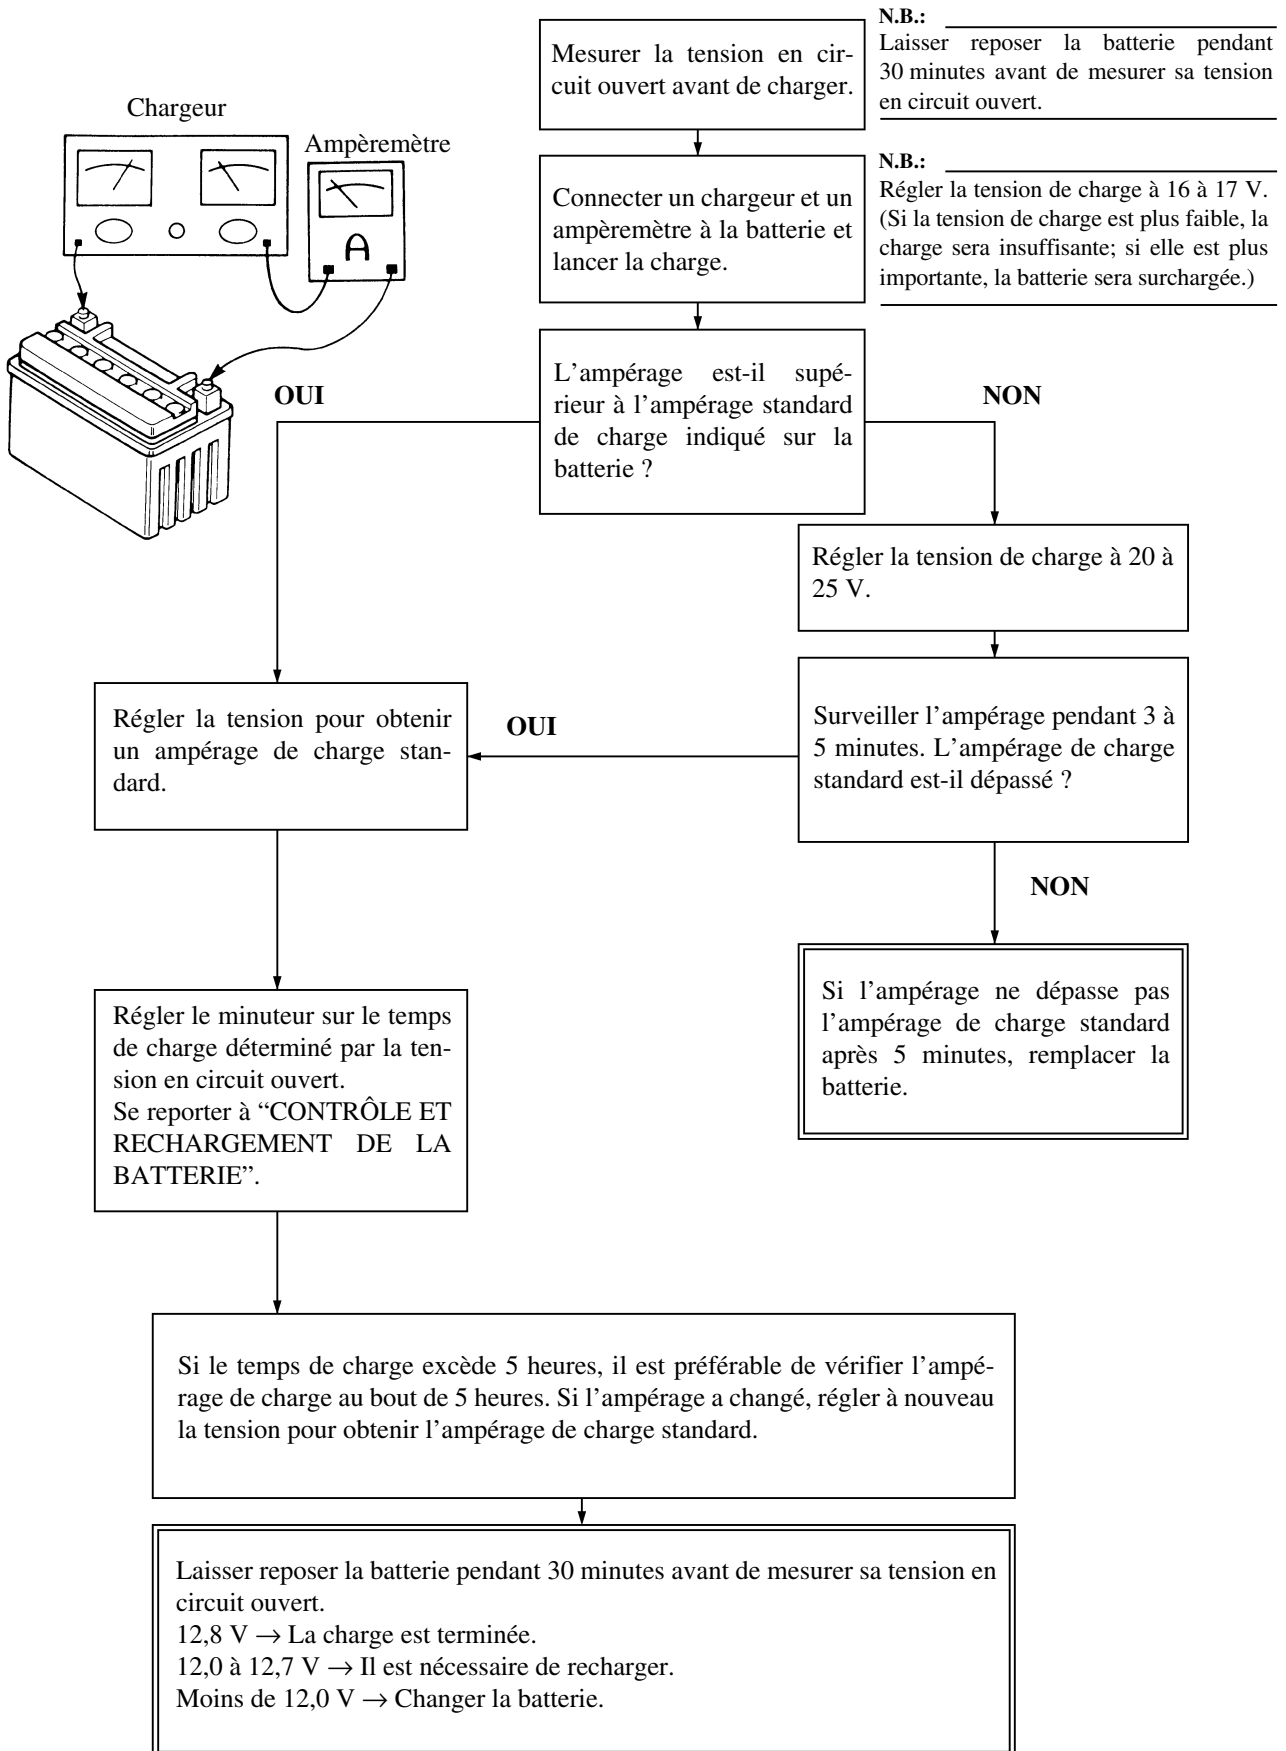 Chargeur
Ampèremètre
A
Mesurer la tension en cir-
cuit ouvert avant de charger.
N.B.:
Laisser reposer la batterie pendant
30 minutes avant de mesurer sa tension
en circuit ouvert.
Connecter un chargeur et un
ampèremètre à la batterie et
lancer la charge.
N.B.:
Régler la tension de charge à 16 à 17 V.
(Si la tension de charge est plus faible, la
charge sera insuffisante; si elle est plus
importante, la batterie sera surchargée.)
L’ampérage est-il supé-
rieur à l’ampérage standard
de charge indiqué sur la
batterie ?
OUI
NON
Régler la tension de charge à 20 à
25 V.
Surveiller l’ampérage pendant 3 à
5 minutes. L’ampérage de charge
standard est-il dépassé ?
OUI
Régler la tension pour obtenir
un ampérage de charge stan-
dard.
NON
Si l’ampérage ne dépasse pas
l’ampérage de charge standard
après 5 minutes, remplacer la
batterie.
Régler le minuteur sur le temps
de charge déterminé par la ten-
sion en circuit ouvert.
Se reporter à “CONTRÔLE ET
RECHARGEMENT DE LA
BATTERIE”.
Si le temps de charge excède 5 heures, il est préférable de vérifier l’ampé-
rage de charge au bout de 5 heures. Si l’ampérage a changé, régler à nouveau
la tension pour obtenir l’ampérage de charge standard.
Laisser reposer la batterie pendant 30 minutes avant de mesurer sa tension en
circuit ouvert.
12,8 V → La charge est terminée.
12,0 à 12,7 V → Il est nécessaire de recharger.
Moins de 12,0 V → Changer la batterie.